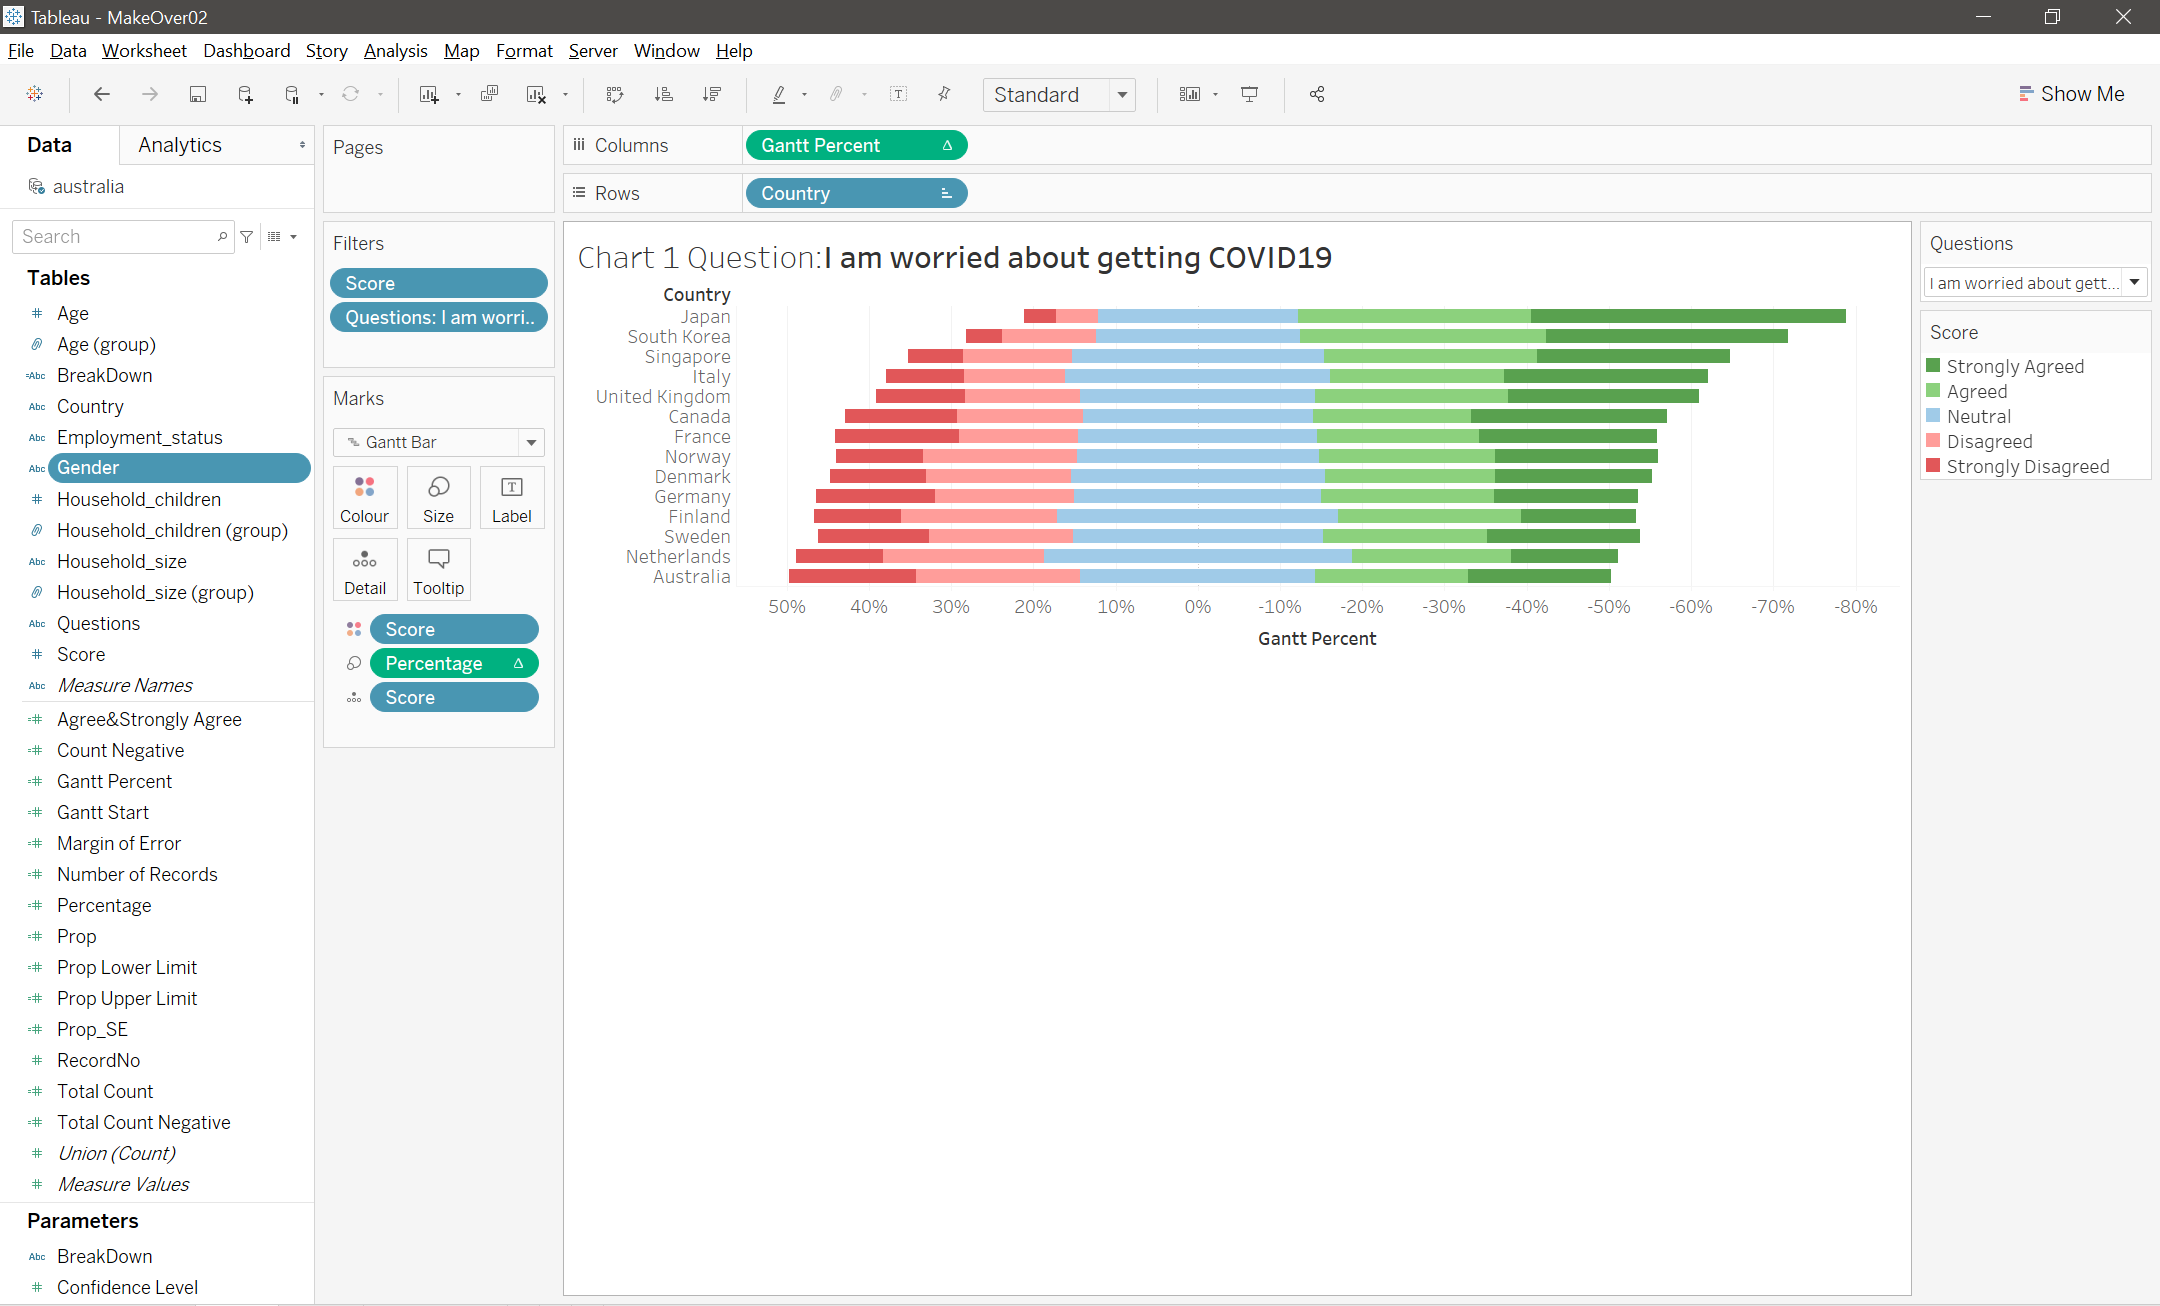 Tableau - MakeOver02
File Data Worksheet Dashboard Story Analysis Map Format Server Window Help
Standard
Show Me
Data Analytics
australia
Search
Tables
# Age
Age (group)
=Abc BreakDown
Abc Country
Abc Employment_status
Abc Gender
# Household_children
Household_children (group)
Abc Household_size
Household_size (group)
Abc Questions
# Score
Abc Measure Names
=# Agree&Strongly Agree
=# Count Negative
=# Gantt Percent
=# Gantt Start
=# Margin of Error
=# Number of Records
=# Percentage
=# Prop
=# Prop Lower Limit
=# Prop Upper Limit
=# Prop_SE
# RecordNo
=# Total Count
=# Total Count Negative
# Union (Count)
# Measure Values
Parameters
Abc BreakDown
# Confidence Level
Pages
Filters
Score
Questions: I am worri..
Marks
Gantt Bar
Colour Size Label
Detail Tooltip
Score
Percentage Δ
Score
Columns Gantt Percent Δ
Rows Country
Chart 1 Question:I am worried about getting COVID19
Country
Japan
South Korea
Singapore
Italy
United Kingdom
Canada
France
Norway
Denmark
Germany
Finland
Sweden
Netherlands
Australia
50% 40% 30% 20% 10% 0% -10% -20% -30% -40% -50% -60% -70% -80%
Gantt Percent
Questions
I am worried about gett...
Score
Strongly Agreed
Agreed
Neutral
Disagreed
Strongly Disagreed